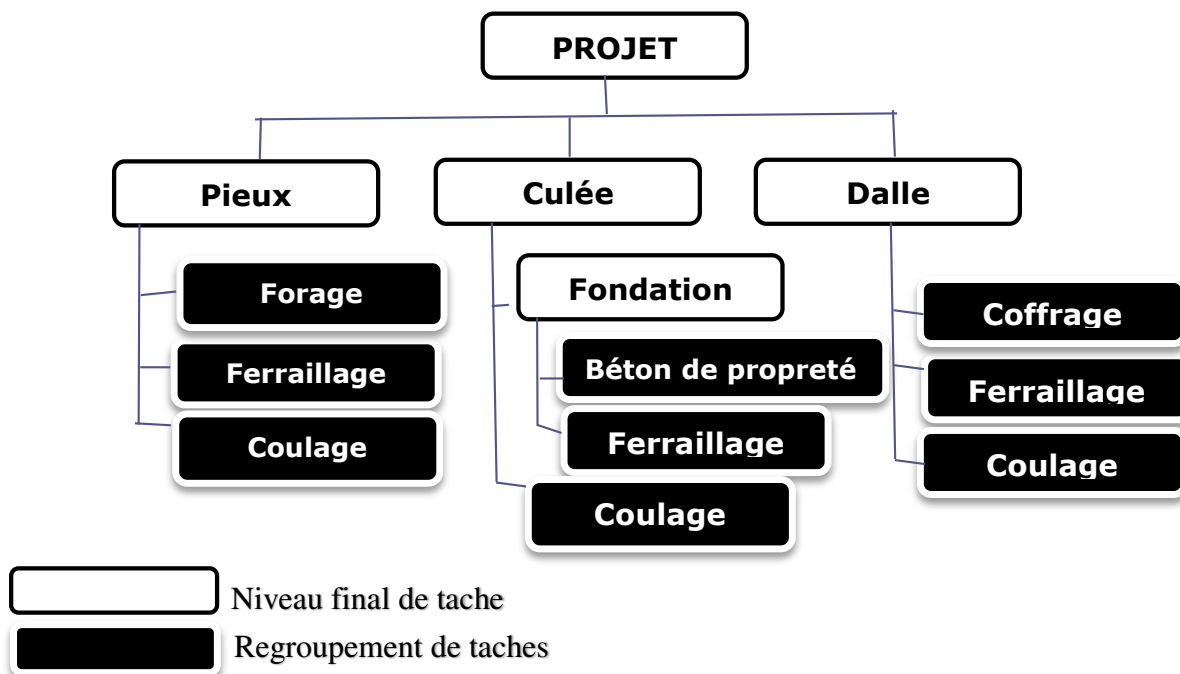 PROJET
Pieux
Culée
Dalle
Forage
Ferraillage
Coulage
Fondation
Béton de propreté
Ferraillage
Coulage
Coffrage
Ferraillage
Coulage
Niveau final de tache
Regroupement de taches